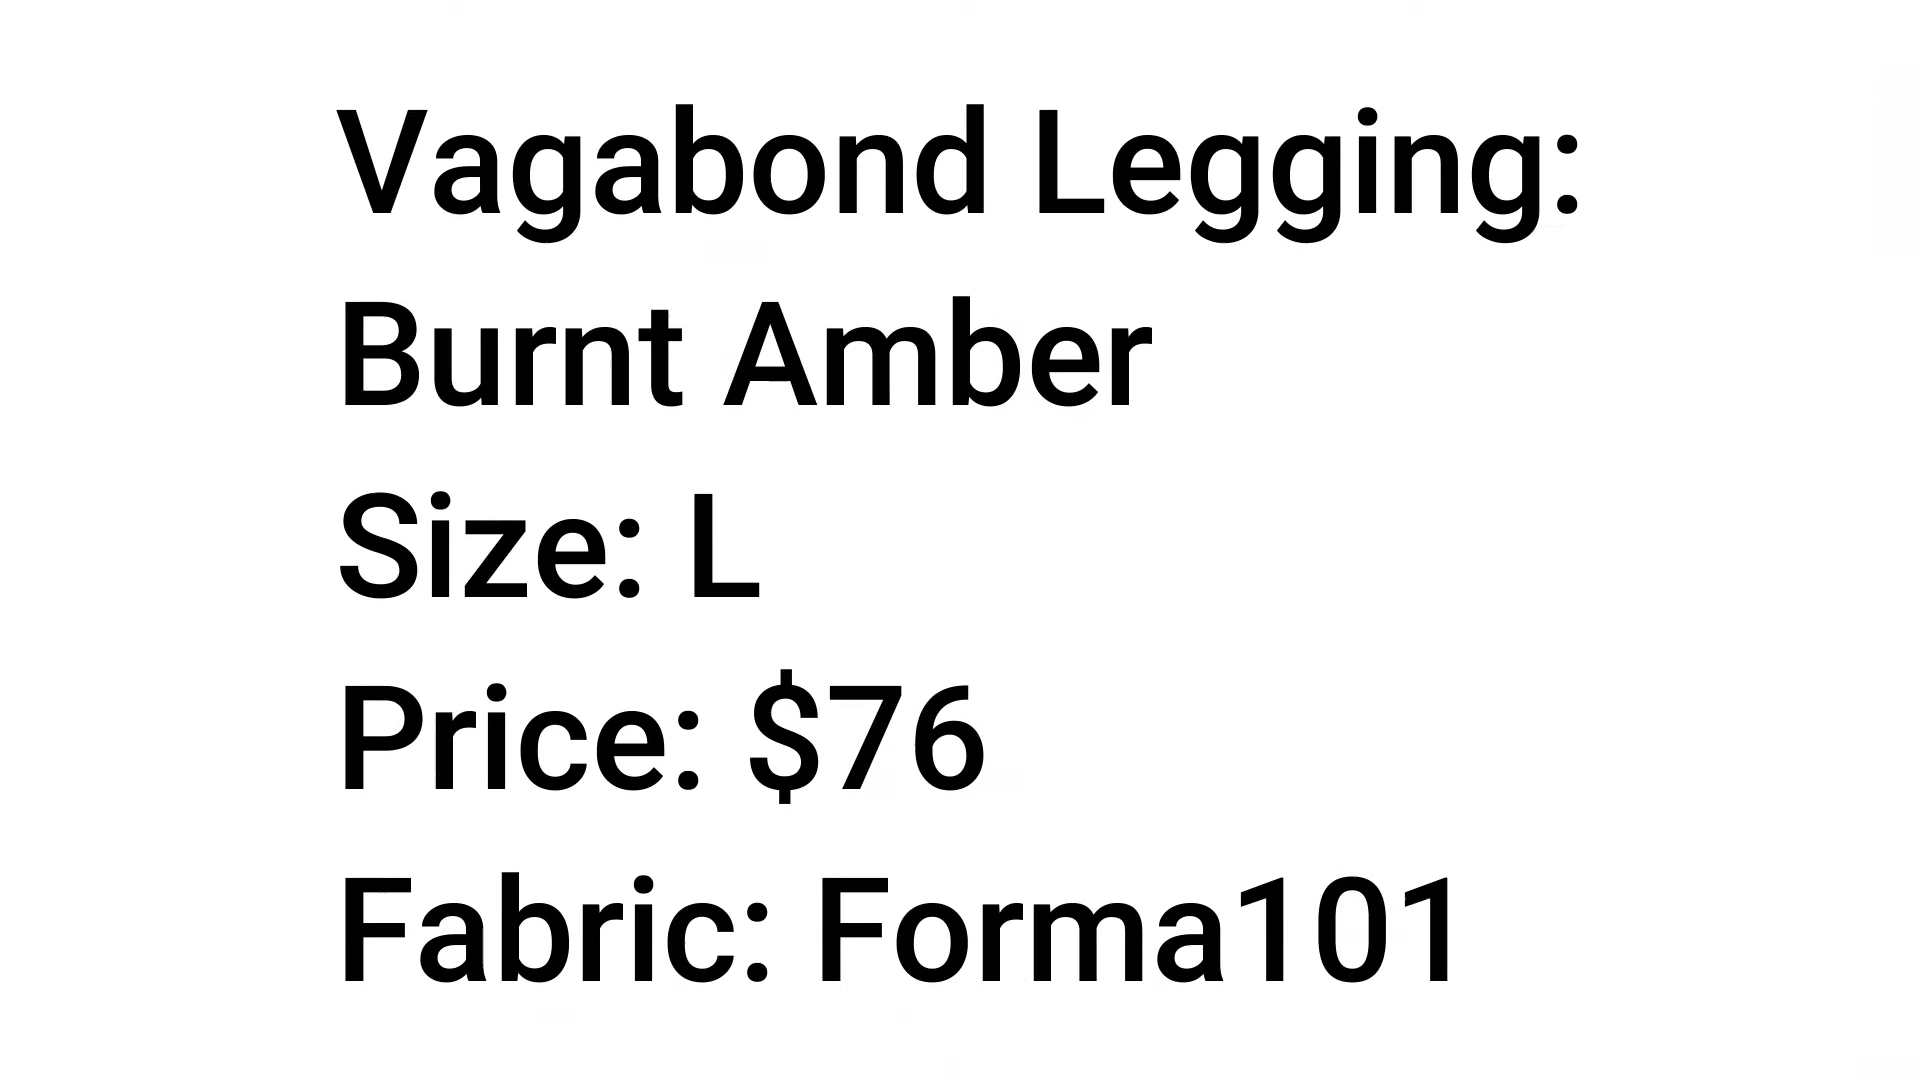 Vagabond Legging:
Burnt Amber
Size: L
Price: $76
Fabric: Forma101